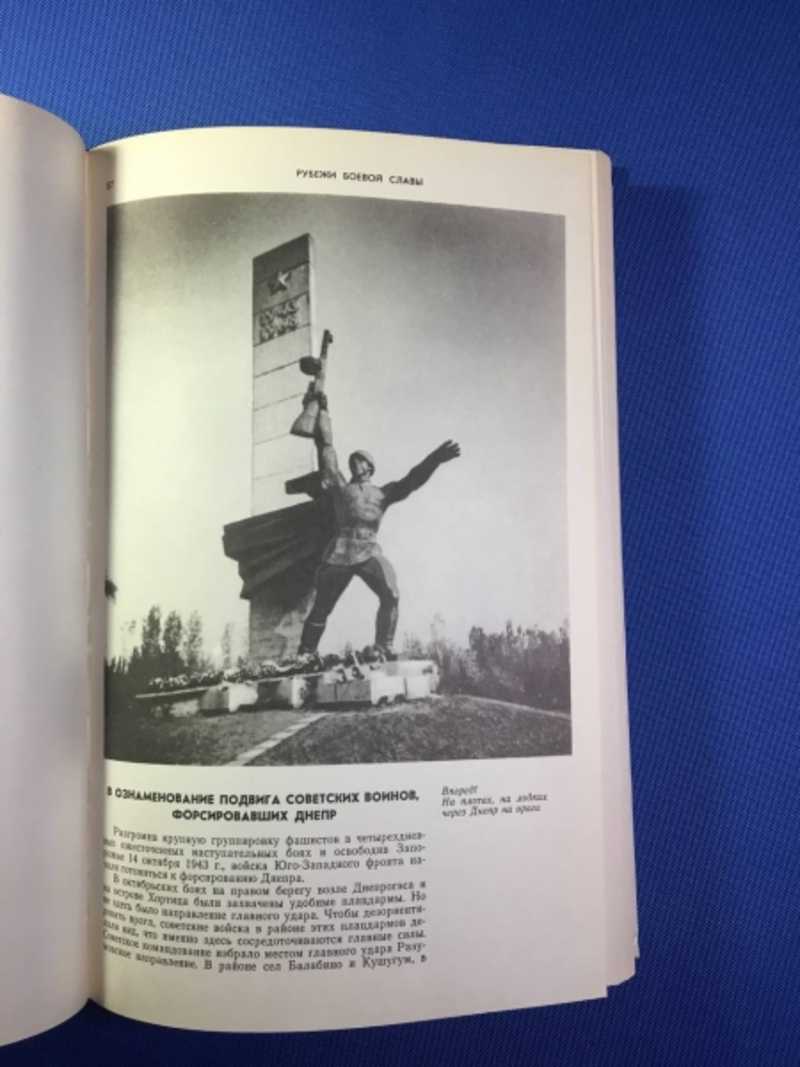 67
РУБЕЖИ БОЕВОЙ СЛАВЫ
В ОЗНАМЕНОВАНИЕ ПОДВИГА СОВЕТСКИХ ВОИНОВ,
ФОРСИРОВАВШИХ ДНЕПР
Вперед!
На плотах, на лодках
через Днепр на врага
Разгромив крупную группировку фашистов в четырехднев-
ных ожесточенных наступательных боях и освободив Запо-
рожье 14 октября 1943 г., войска Юго-Западного фронта на-
чали готовиться к форсированию Днепра.
В октябрьских боях на правом берегу возле Днепрогэса и
на острове Хортица были захвачены удобные плацдармы. Но
не здесь было направление главного удара. Чтобы дезориенти-
ровать врага, советские войска в районе этих плацдармов де-
лали вид, что именно здесь сосредоточиваются главные силы.
Советское командование избрало местом главного удара Разу-
мовское направление. В районе сел Балабино и Кушугум, в